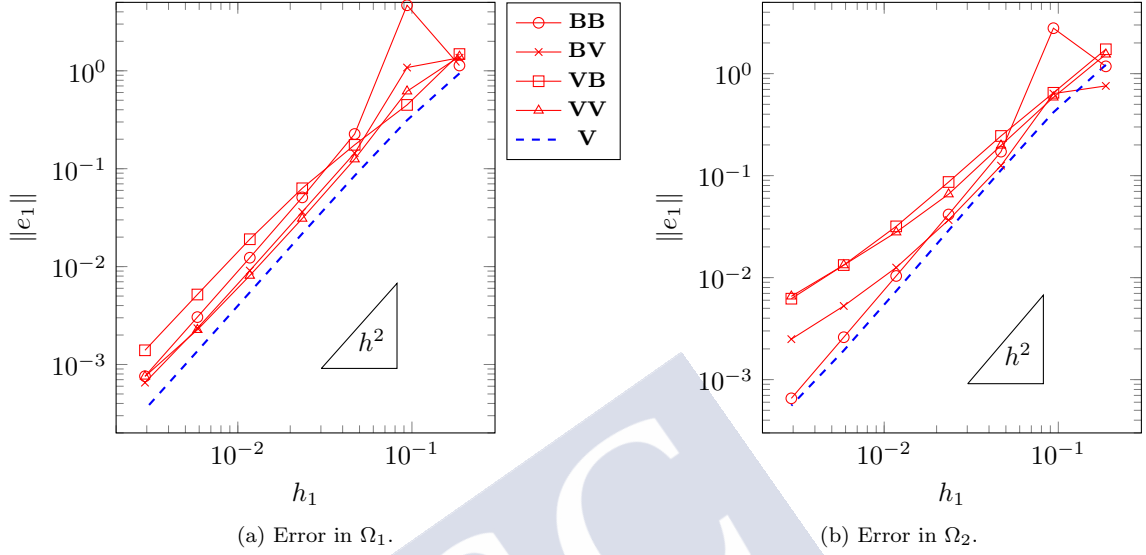 10^0
10^{-1}
10^{-2}
10^{-3}
‖e_1‖
h^2
10^{-2}
10^{-1}
h_1
(a) Error in Ω_1.
BB
BV
VB
VV
V
10^0
10^{-1}
10^{-2}
10^{-3}
‖e_1‖
h^2
10^{-2}
10^{-1}
h_1
(b) Error in Ω_2.
C